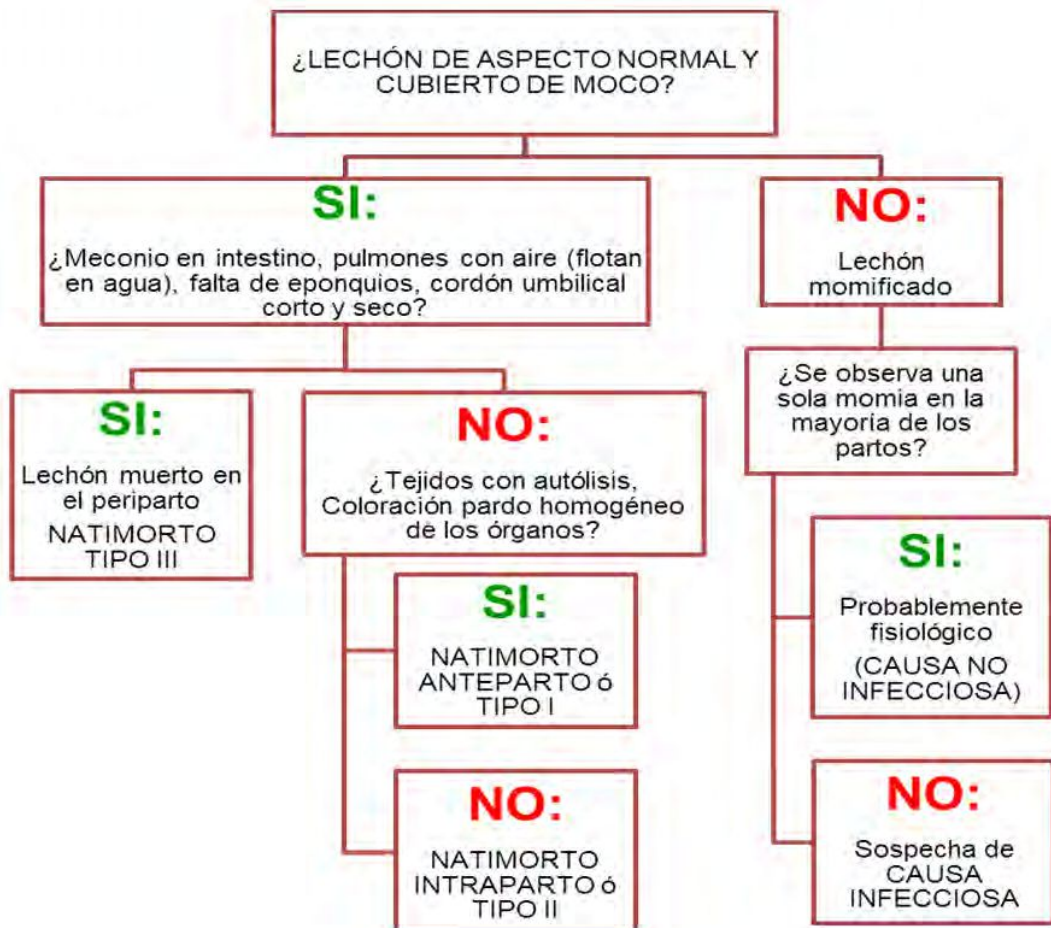 ¿LECHÓN DE ASPECTO NORMAL Y
CUBIERTO DE MOCO?
SI:
¿Meconio en intestino, pulmones con aire (flotan
en agua), falta de eponquios, cordón umbilical
corto y seco?
NO:
Lechón
momificado
SI:
Lechón muerto en
el periparto
NATIMORTO
TIPO III
NO:
¿Tejidos con autólisis,
Coloración pardo homogéneo
de los órganos?
¿Se observa una
sola momia en la
mayoría de los
partos?
SI:
NATIMORTO
ANTEPARTO ó
TIPO I
NO:
NATIMORTO
INTRAPARTO ó
TIPO II
SI:
Probablemente
fisiológico
(CAUSA NO
INFECCIOSA)
NO:
Sospecha de
CAUSA
INFECCIOSA